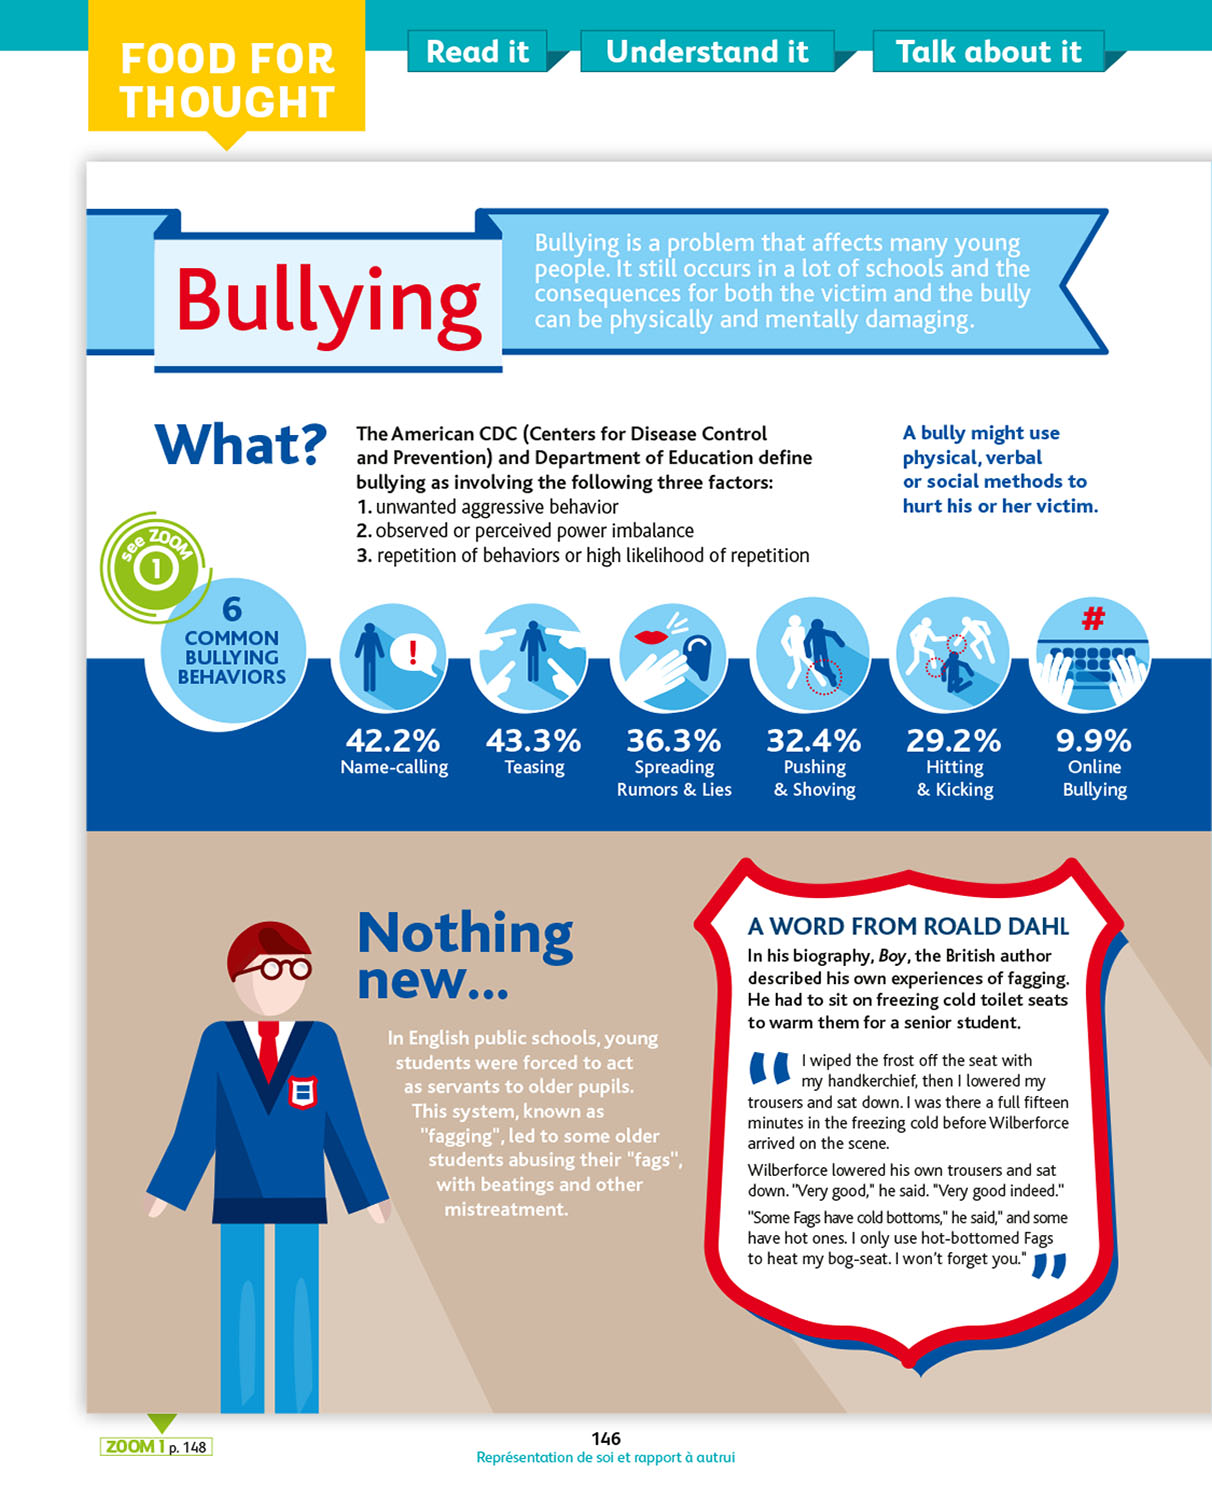 FOOD FOR
THOUGHT
Read it
Understand it
Talk about it
Bullying
Bullying is a problem that affects many young
people. It still occurs in a lot of schools and the
consequences for both the victim and the bully
can be physically and mentally damaging.
What?
The American CDC (Centers for Disease Control
and Prevention) and Department of Education define
bullying as involving the following three factors:
1. unwanted aggressive behavior
2. observed or perceived power imbalance
3. repetition of behaviors or high likelihood of repetition
A bully might use
physical, verbal
or social methods to
hurt his or her victim.
see ZOOM
1
6
COMMON
BULLYING
BEHAVIORS
!
#
42.2%
Name-calling
43.3%
Teasing
36.3%
Spreading
Rumors & Lies
32.4%
Pushing
& Shoving
29.2%
Hitting
& Kicking
9.9%
Online
Bullying
Nothing
new...
In English public schools, young
students were forced to act
as servants to older pupils.
This system, known as
"fagging", led to some older
students abusing their "fags",
with beatings and other
mistreatment.
A WORD FROM ROALD DAHL
In his biography, Boy, the British author
described his own experiences of fagging.
He had to sit on freezing cold toilet seats
to warm them for a senior student.
" I wiped the frost off the seat with
my handkerchief, then I lowered my
trousers and sat down. I was there a full fifteen
minutes in the freezing cold before Wilberforce
arrived on the scene.
Wilberforce lowered his own trousers and sat
down. "Very good," he said. "Very good indeed."
"Some Fags have cold bottoms," he said," and some
have hot ones. I only use hot-bottomed Fags
to heat my bog-seat. I won't forget you." "
ZOOM 1 p. 148
146
Représentation de soi et rapport à autrui